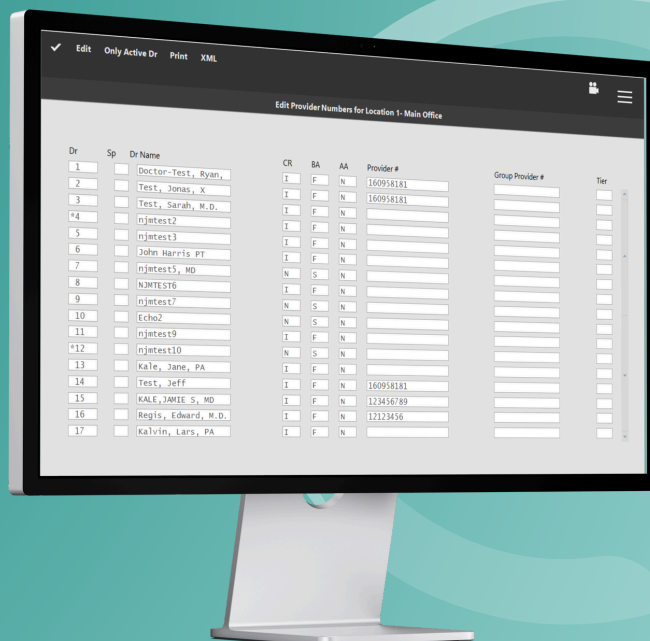 Edit Only Active Dr Print XML
Edit Provider Numbers for Location 1- Main Office
Dr Sp Dr Name CR BA AA Provider # Group Provider # Tier
1 Doctor-Test, Ryan, I F N 160958181
2 Test, Jonas, X I F N 160958181
3 Test, Sarah, M.D. I F N
*4 njmtest2 I F N
5 njmtest3 I F N
6 John Harris PT I F N
7 njmtest5, MD N S N
8 NJMTEST6 I F N
9 njmtest7 N S N
10 Echo2 N S N
11 njmtest9 I F N
*12 njmtest10 N S N
13 Kale, Jane, PA I F N
14 Test, Jeff I F N 160958181
15 KALE,JAMIE S, MD I F N 123456789
16 Regis, Edward, M.D. I F N 12123456
17 Kalvin, Lars, PA I F N